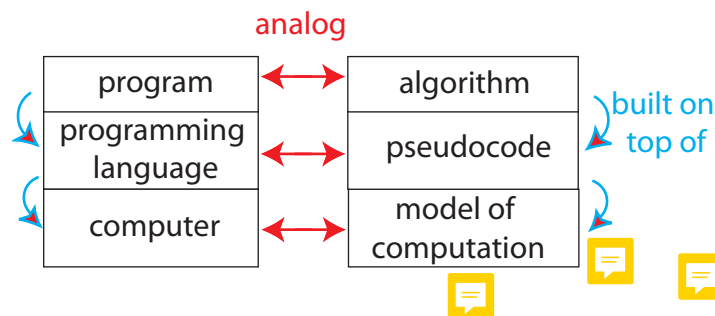 analog
program
algorithm
built on
top of
programming
language
pseudocode
computer
model of
computation